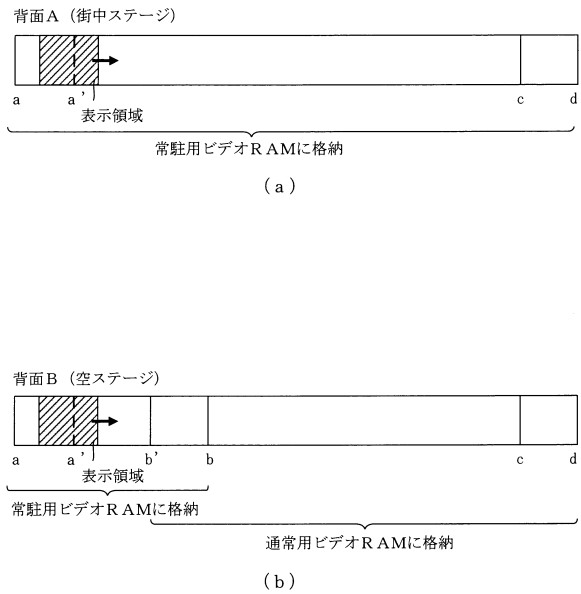 背面A（街中ステージ）
a a’ c d
表示領域
常駐用ビデオRAMに格納
（a）
背面B（空ステージ）
a a’ b’ b c d
表示領域
常駐用ビデオRAMに格納
通常用ビデオRAMに格納
（b）